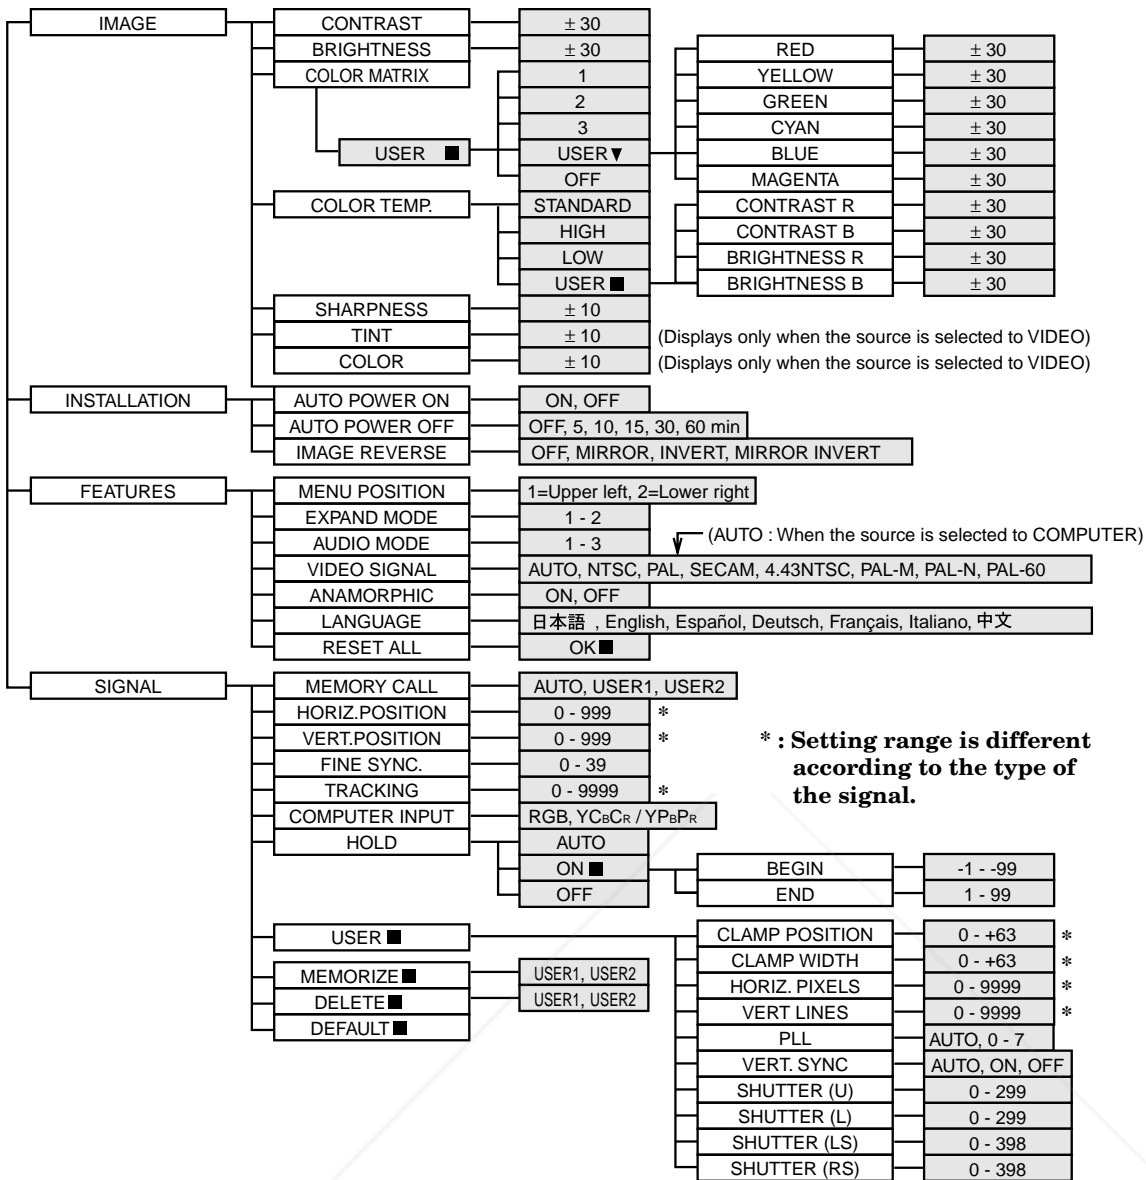 IMAGE CONTRAST ± 30
BRIGHTNESS ± 30 RED ± 30
COLOR MATRIX 1 YELLOW ± 30
2 GREEN ± 30
3 CYAN ± 30
USER ■ USER▼ BLUE ± 30
OFF MAGENTA ± 30
COLOR TEMP. STANDARD CONTRAST R ± 30
HIGH CONTRAST B ± 30
LOW BRIGHTNESS R ± 30
USER ■ BRIGHTNESS B ± 30
SHARPNESS ± 10
TINT ± 10 (Displays only when the source is selected to VIDEO)
COLOR ± 10 (Displays only when the source is selected to VIDEO)
INSTALLATION AUTO POWER ON ON, OFF
AUTO POWER OFF OFF, 5, 10, 15, 30, 60 min
IMAGE REVERSE OFF, MIRROR, INVERT, MIRROR INVERT
FEATURES MENU POSITION 1=Upper left, 2=Lower right
EXPAND MODE 1 - 2
AUDIO MODE 1 - 3 (AUTO : When the source is selected to COMPUTER)
VIDEO SIGNAL AUTO, NTSC, PAL, SECAM, 4.43NTSC, PAL-M, PAL-N, PAL-60
ANAMORPHIC ON, OFF
LANGUAGE 日本語 , English, Español, Deutsch, Français, Italiano, 中文
RESET ALL OK■
SIGNAL MEMORY CALL AUTO, USER1, USER2
HORIZ.POSITION 0 - 999 *
VERT.POSITION 0 - 999 * * : Setting range is different
FINE SYNC. 0 - 39 according to the type of
TRACKING 0 - 9999 * the signal.
COMPUTER INPUT RGB, YCBCR / YPBPR
HOLD AUTO
ON ■ BEGIN -1 - -99
OFF END 1 - 99
USER ■ CLAMP POSITION 0 - +63 *
MEMORIZE■ USER1, USER2 CLAMP WIDTH 0 - +63 *
DELETE■ USER1, USER2 HORIZ. PIXELS 0 - 9999 *
DEFAULT■ VERT LINES 0 - 9999 *
PLL AUTO, 0 - 7
VERT. SYNC AUTO, ON, OFF
SHUTTER (U) 0 - 299
SHUTTER (L) 0 - 299
SHUTTER (LS) 0 - 398
SHUTTER (RS) 0 - 398